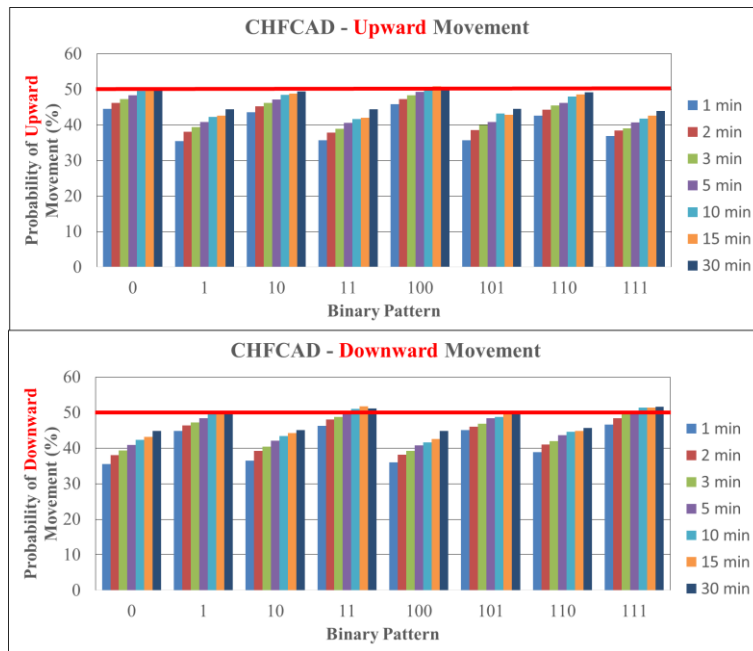 CHFCAD - Upward Movement
Probability of Upward
Movement (%)
60
50
40
30
20
10
0
0 1 10 11 100 101 110 111
Binary Pattern
1 min
2 min
3 min
5 min
10 min
15 min
30 min
CHFCAD - Downward Movement
Probability of Downward
Movement (%)
60
50
40
30
20
10
0
0 1 10 11 100 101 110 111
Binary Pattern
1 min
2 min
3 min
5 min
10 min
15 min
30 min